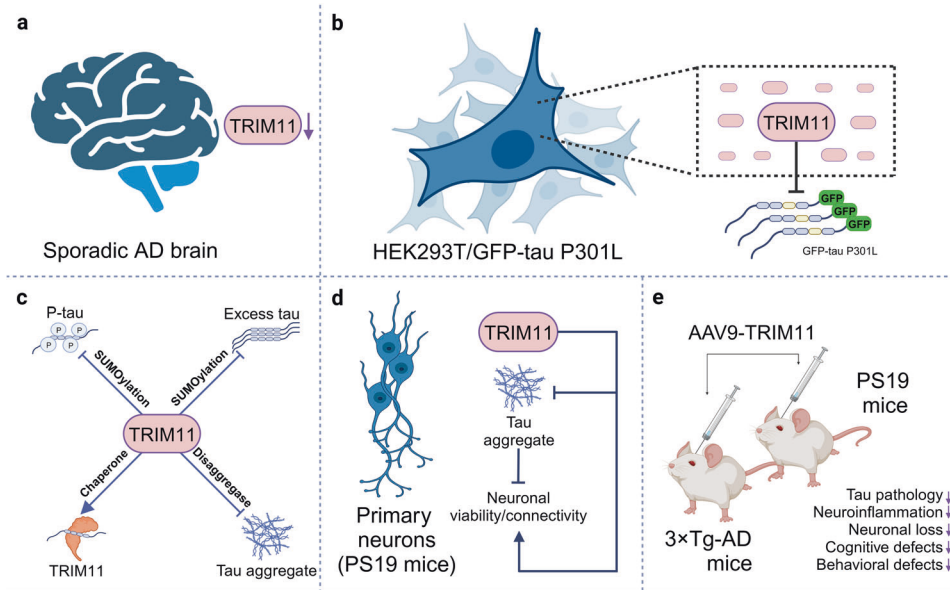 a
TRIM11
Sporadic AD brain
b
TRIM11
GFP
GFP
GFP
GFP-tau P301L
HEK293T/GFP-tau P301L
c
P-tau
Excess tau
P P
P P
SUMOylation
SUMOylation
TRIM11
Chaperone
Disaggregase
TRIM11
Tau aggregate
d
TRIM11
Tau
aggregate
Neuronal
viability/connectivity
Primary
neurons
(PS19 mice)
e
AAV9-TRIM11
PS19
mice
3×Tg-AD
mice
Tau pathology
Neuroinflammation
Neuronal loss
Cognitive defects
Behavioral defects